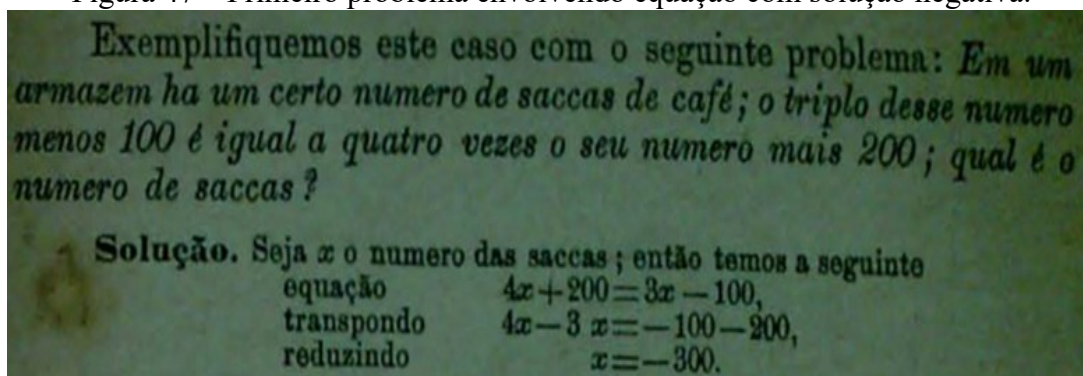 Figura 47 – Primeiro problema envolvendo equação com solução negativa.
Exemplifiquemos este caso com o seguinte problema: Em um
armazem ha um certo numero de saccas de café; o triplo desse numero
menos 100 é igual a quatro vezes o seu numero mais 200; qual é o
numero de saccas?
Solução. Seja x o numero das saccas; então temos a seguinte
equação 4x+200=3x—100,
transpondo 4x—3 x=—100—200,
reduzindo x=—300.